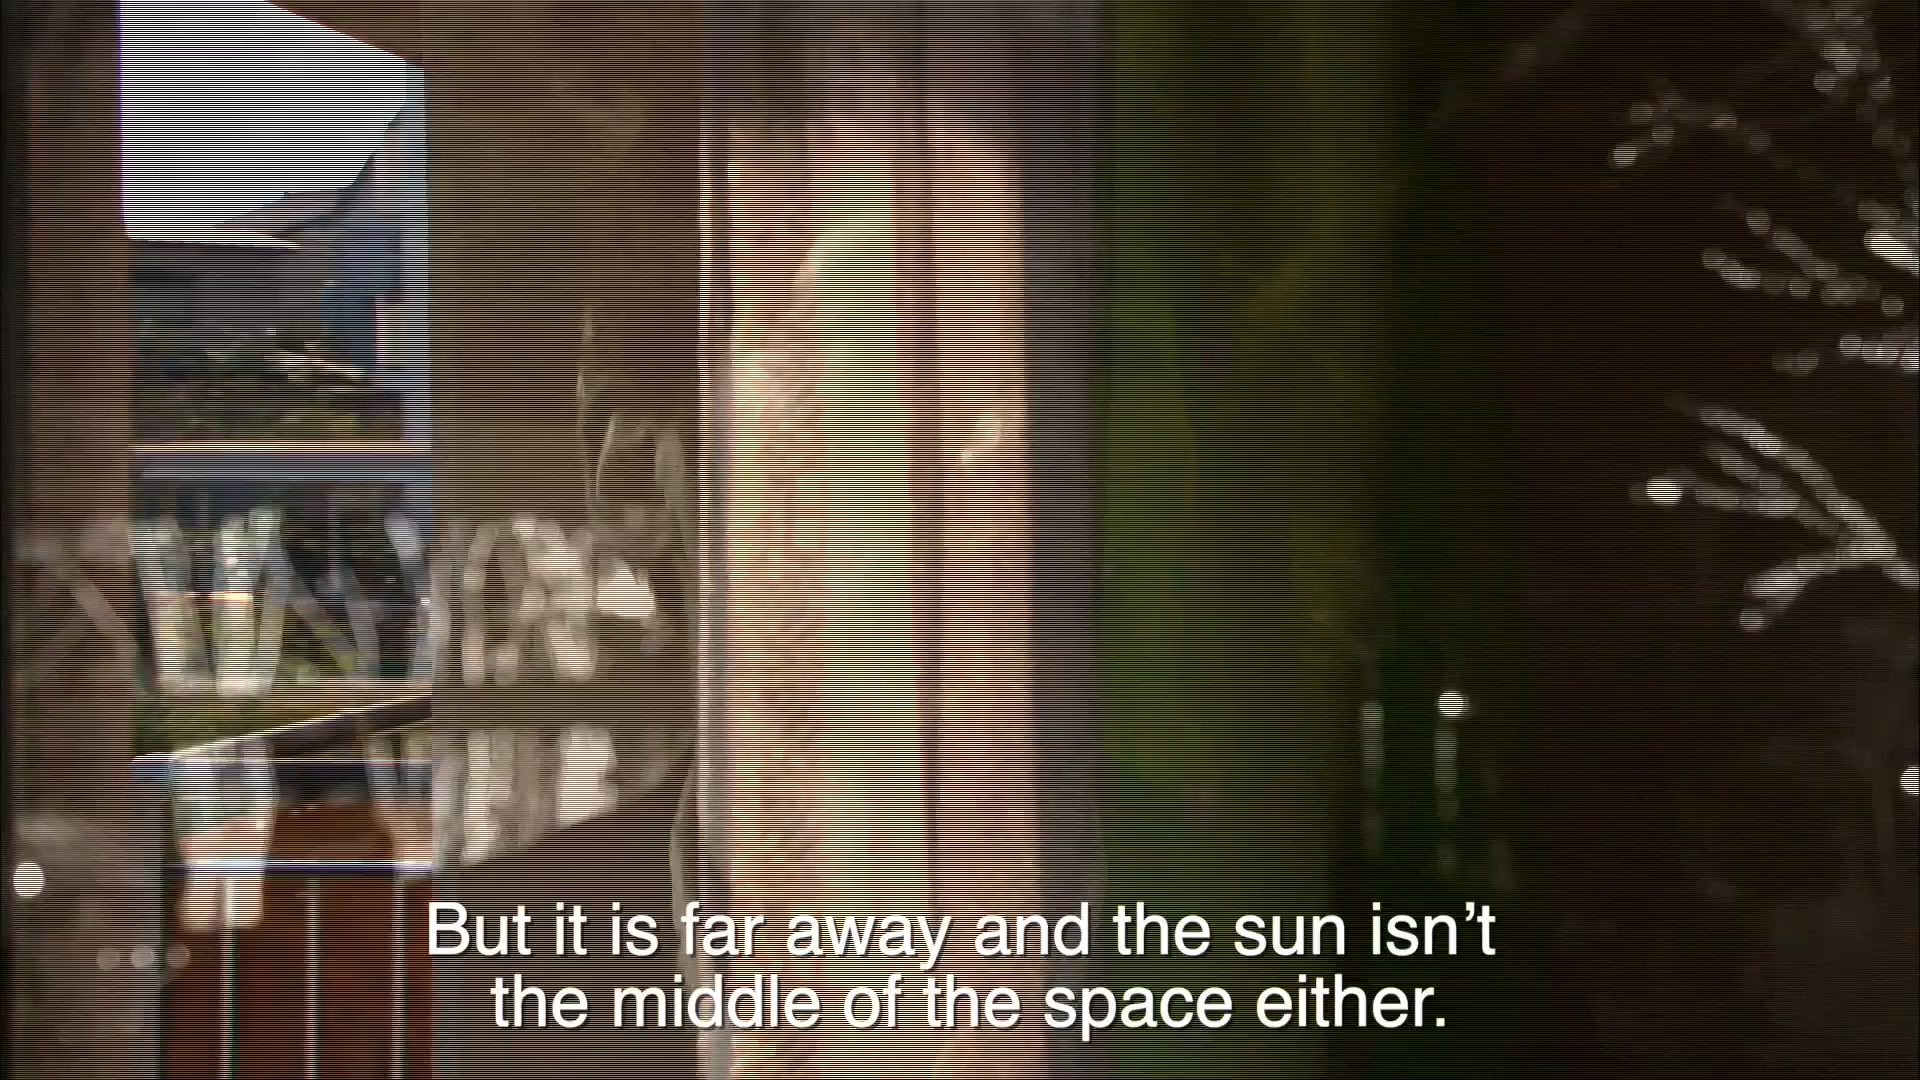 But it is far away and the sun isn’t
the middle of the space either.